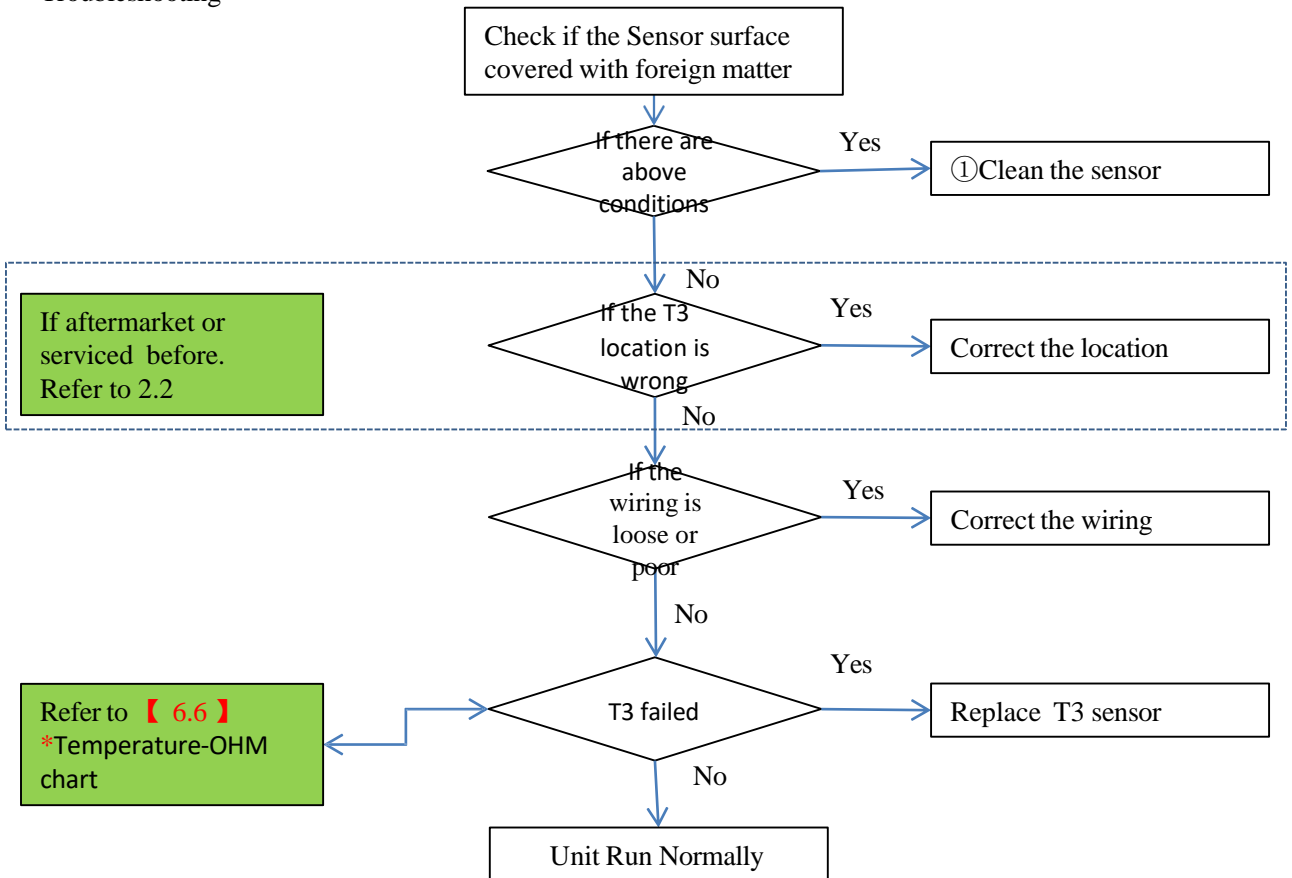 Troubleshooting
Check if the Sensor surface
covered with foreign matter
If there are
above
conditions
Yes
①Clean the sensor
No
If aftermarket or
serviced before.
Refer to 2.2
If the T3
location is
wrong
Yes
Correct the location
No
If the
wiring is
loose or
poor
Yes
Correct the wiring
No
Refer to 【 6.6 】
*Temperature-OHM
chart
T3 failed
Yes
Replace T3 sensor
No
Unit Run Normally